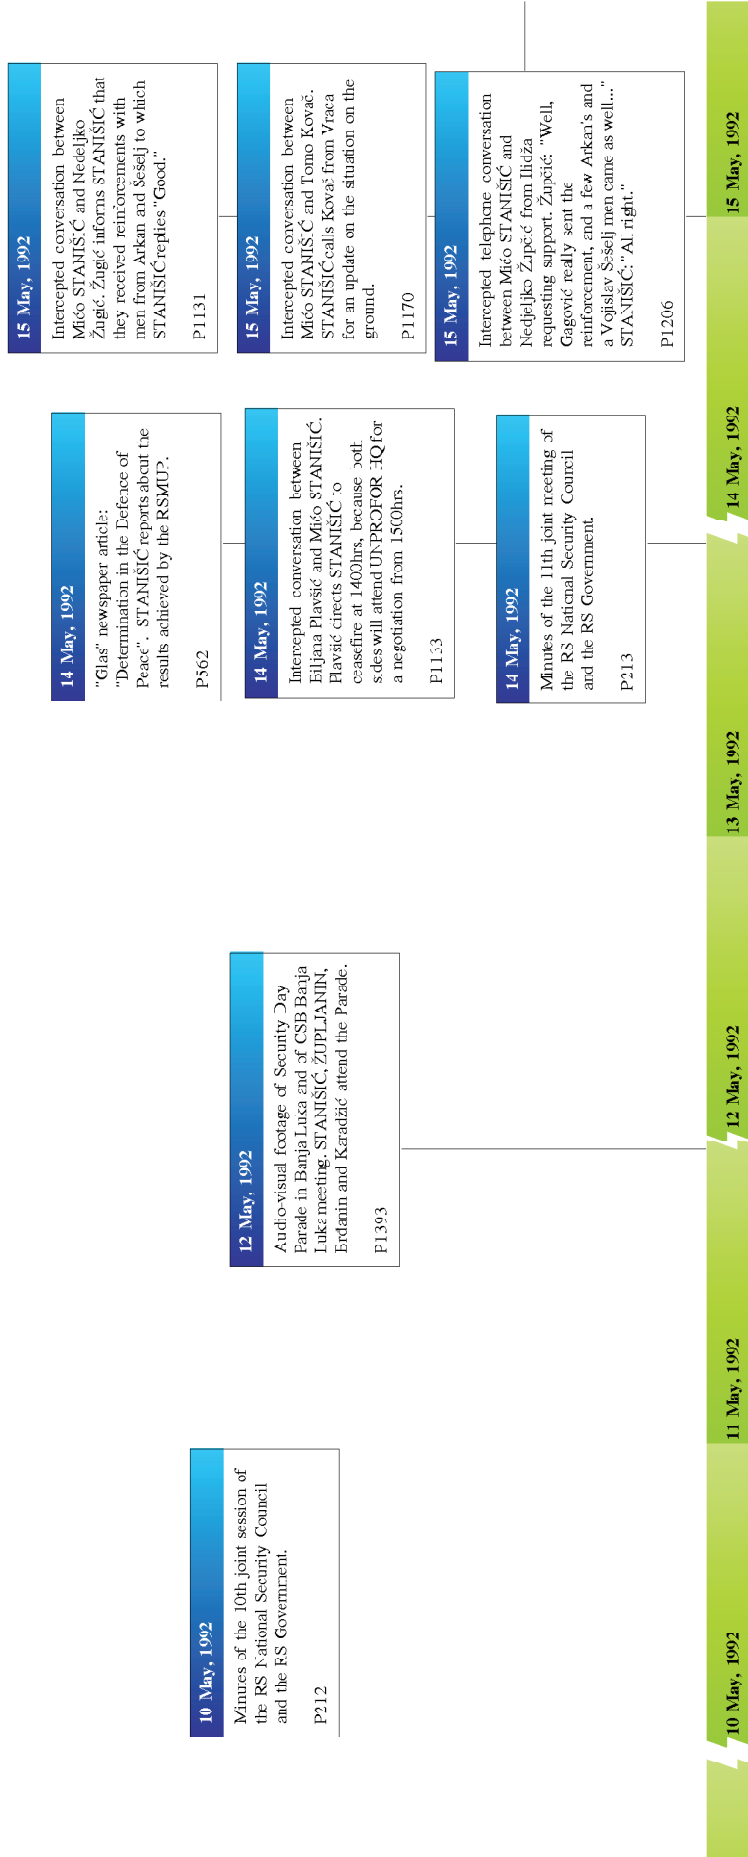 10 May, 1992
Minutes of the 10th joint session of
the RS National Security Council
and the RS Government.
P212
12 May, 1992
Audio-visual footage of Security Day
Parade in Banja Luka and of CSB Banja
Luka meeting. STANIŠIĆ, ŽUPLJANIN,
Brđanin and Karadžić attend the Parade.
P1393
14 May, 1992
"Glas" newspaper article:
"Determination in the Defence of
Peace". STANIŠIĆ reports about the
results achieved by the RSMUP.
P562
14 May, 1992
Intercepted conversation between
Biljana Plavšić and Mićo STANIŠIĆ.
Plavšić directs STANIŠIĆ to
ceasefire at 1400hrs, because both
sides will attend UNPROFOR HQ for
a negotiation from 1500hrs.
14 May, 1992
Minutes of the 11th joint meeting of
the RS National Security Council
and the RS Government.
P213
15 May, 1992
Intercepted conversation between
Mićo STANIŠIĆ and Nedeljko
Žugić. Žugić informs STANIŠIĆ that
they received reinforcements with
men from Arkan and Šešelj to which
STANIŠIĆ replies "Good."
P1131
15 May, 1992
Intercepted conversation between
Mićo STANIŠIĆ and Tomo Kovač.
STANIŠIĆ calls Kovač from Vraca
for an update on the situation on the
ground.
P1170
15 May, 1992
Intercepted telephone conversation
between Mićo STANIŠIĆ and
Nedjeljko Župčić from Ilidža
requesting support. Župčić: "Well,
Gagović really sent the
reinforcement, and a few Arkan's and
a Vojislav Šešelj men came as well..."
STANIŠIĆ: "All right."
P1206
10 May, 1992
11 May, 1992
12 May, 1992
13 May, 1992
14 May, 1992
15 May, 1992